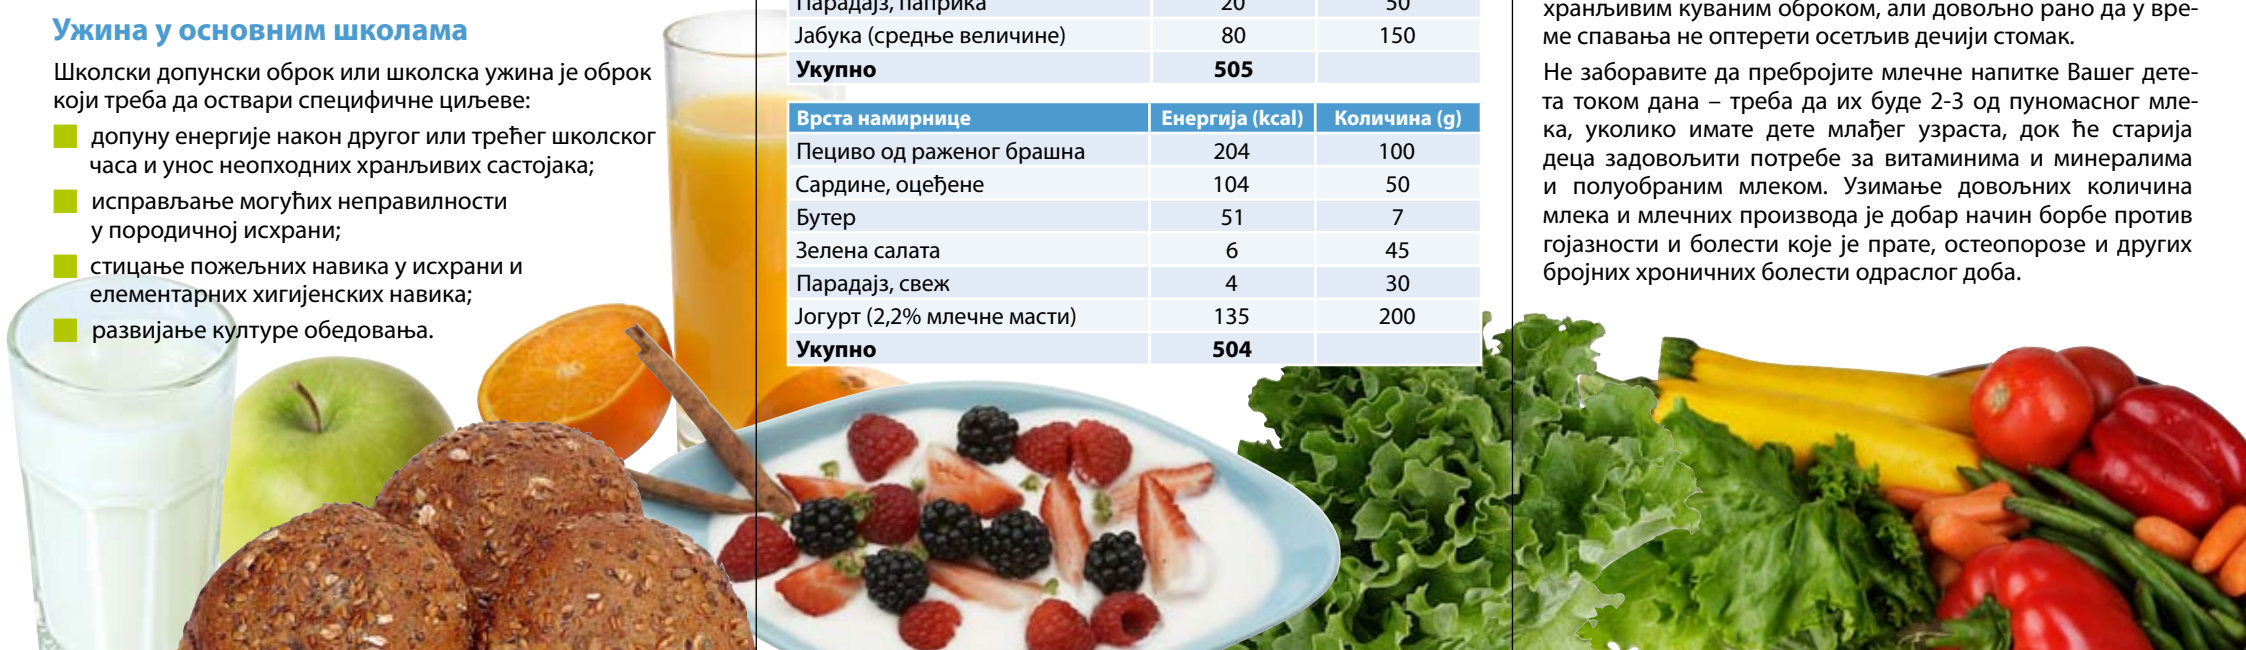 Ужина у основним школама
Школски допунски оброк или школска ужина је оброк
који треба да оствари специфичне циљеве:
допуну енергије након другог или трећег школског
часа и унос неопходних хранљивих састојака;
исправљање могућих неправилности
у породичној исхрани;
стицање пожељних навика у исхрани и
елементарних хигијенских навика;
развијање културе обедовања.
Парадајз, паприка 20 50
Јабука (средње величине) 80 150
Укупно 505
Врста намирнице Енергија (kcal) Количина (g)
Пециво од раженог брашна 204 100
Сардине, оцеђене 104 50
Бутер 51 7
Зелена салата 6 45
Парадајз, свеж 4 30
Јогурт (2,2% млечне масти) 135 200
Укупно 504
хранљивим куваним оброком, али довољно рано да у вре-
ме спавања не оптерети осетљив дечији стомак.
Не заборавите да пребројите млечне напитке Вашег дете-
та током дана – треба да их буде 2-3 од пуномасног мле-
ка, уколико имате дете млађег узраста, док ће старија
деца задовољити потребе за витаминима и минералима
и полуобраним млеком. Узимање довољних количина
млека и млечних производа је добар начин борбе против
гојазности и болести које је прате, остеопорозе и других
бројних хроничних болести одраслог доба.